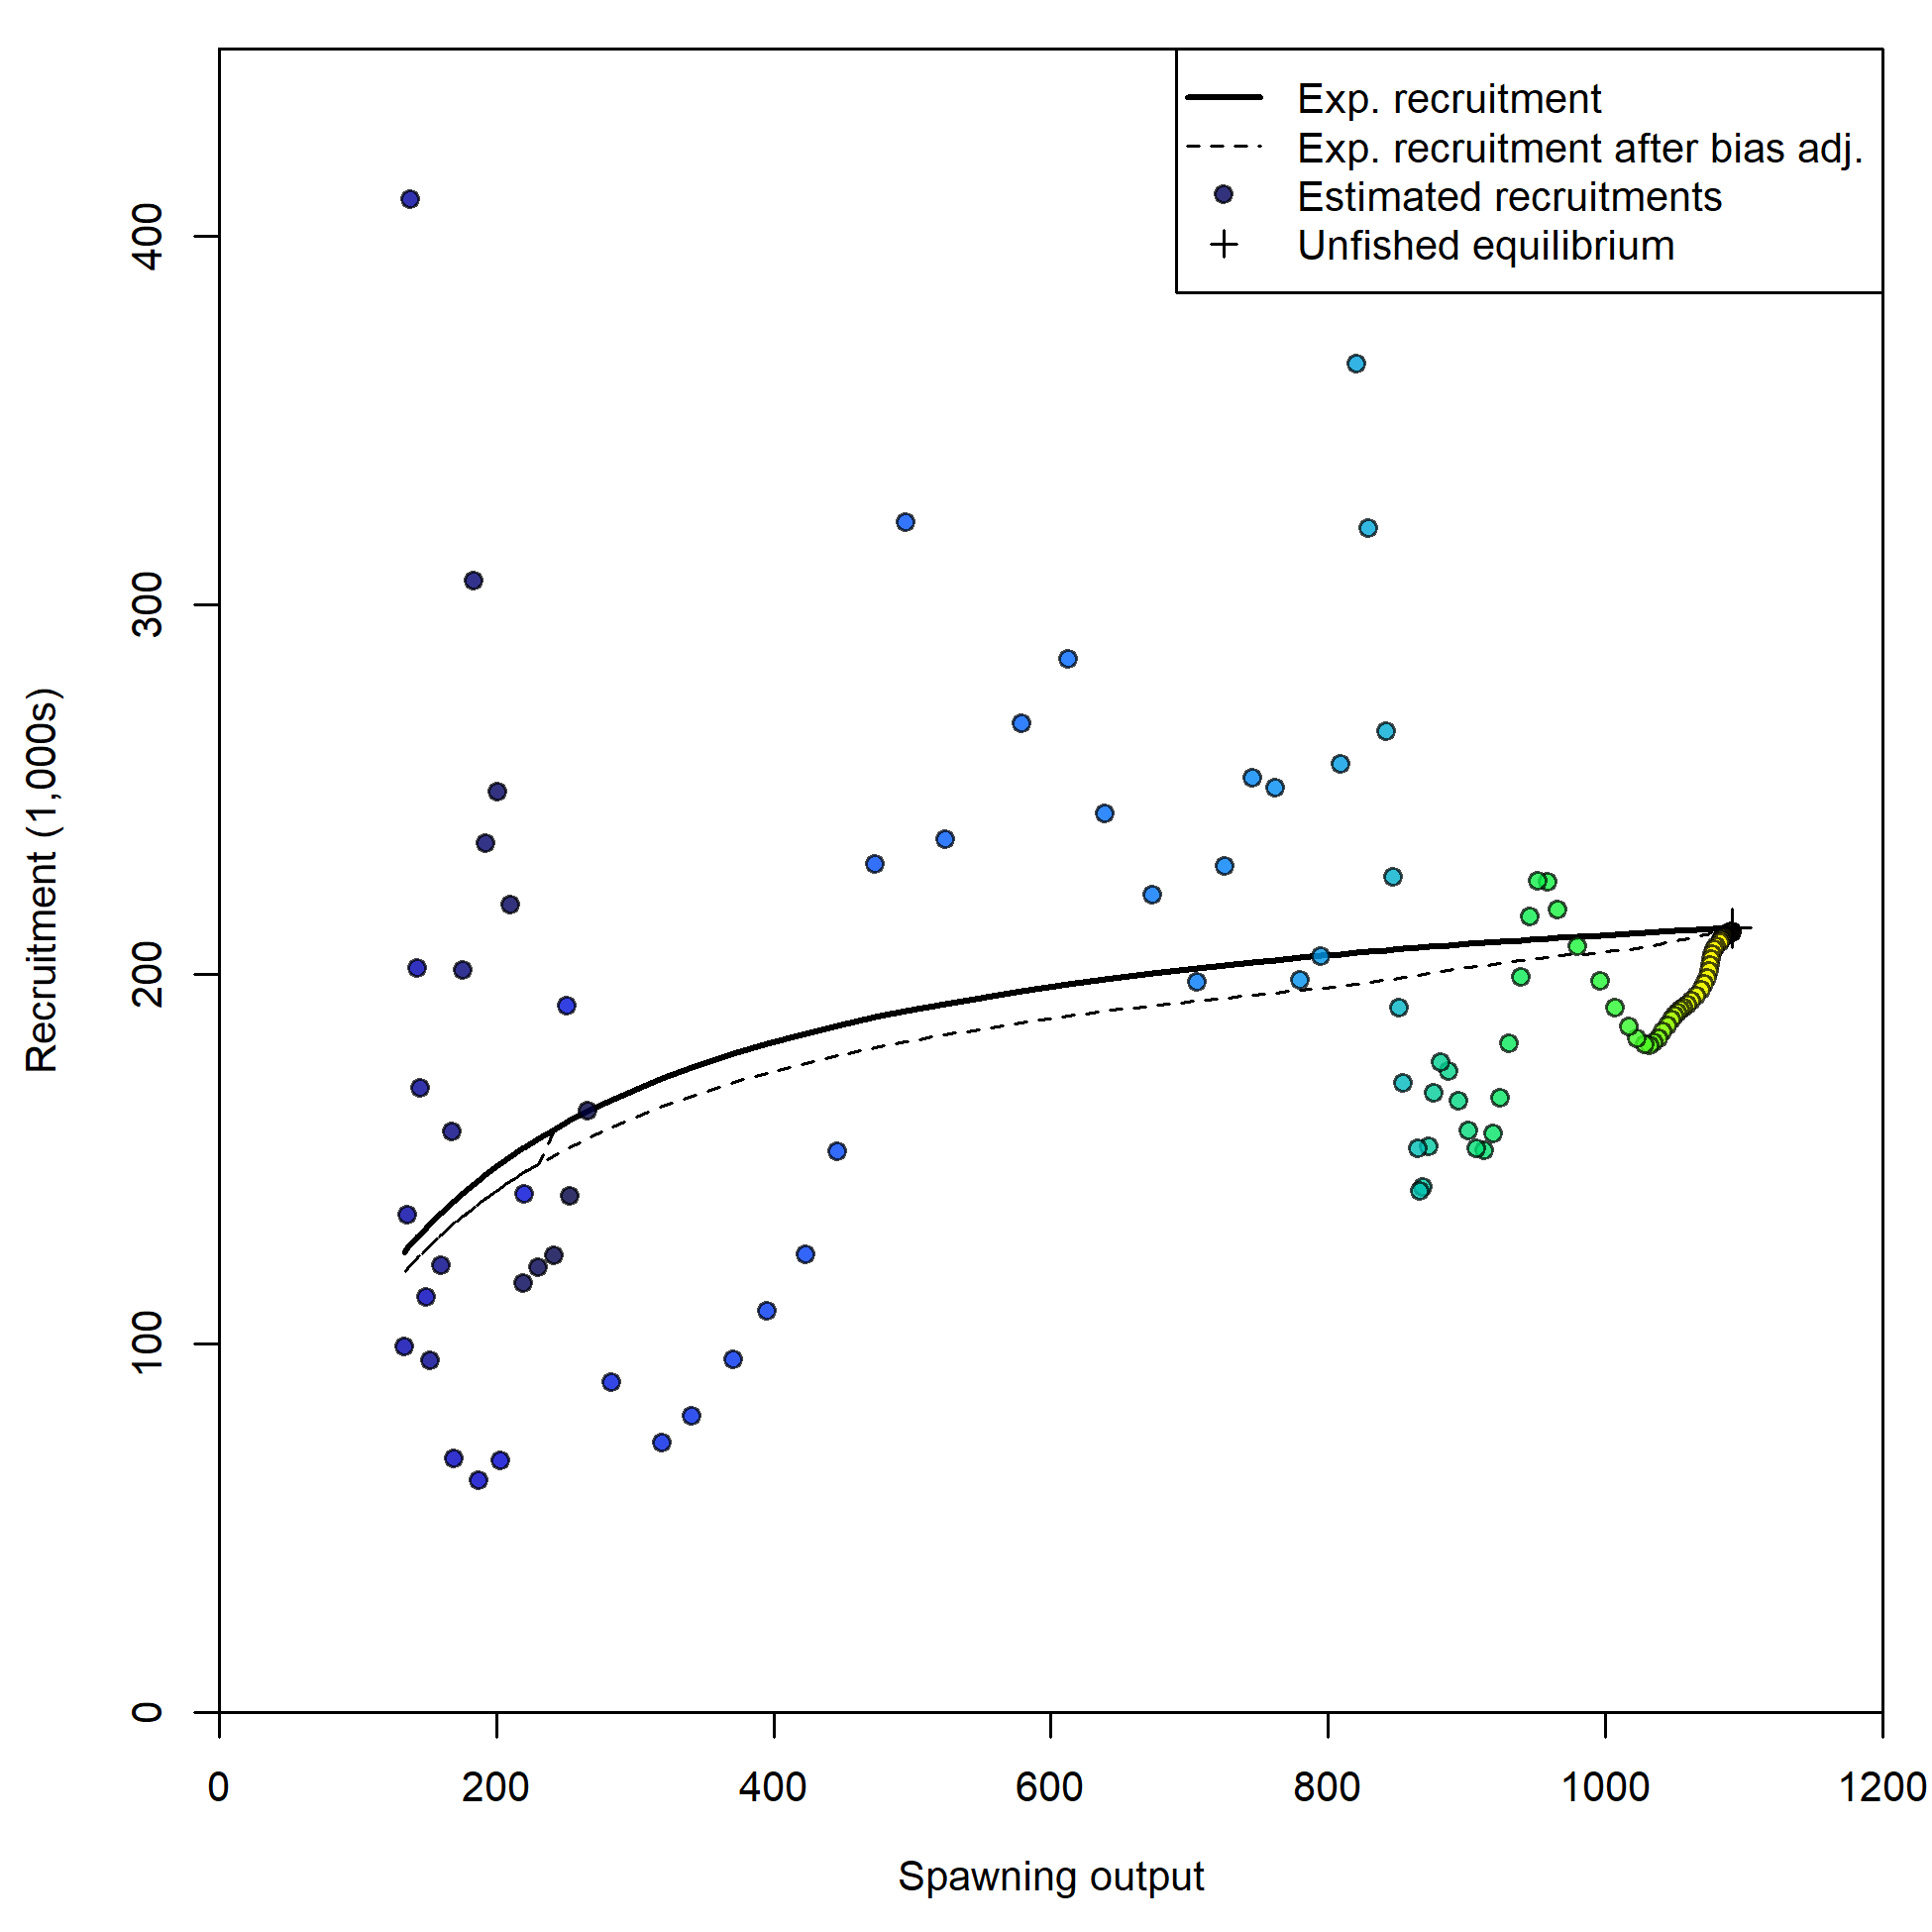 Exp. recruitment
Exp. recruitment after bias adj.
Estimated recruitments
Unfished equilibrium
Recruitment (1,000s)
400
300
200
100
0
0 200 400 600 800 1000 1200
Spawning output